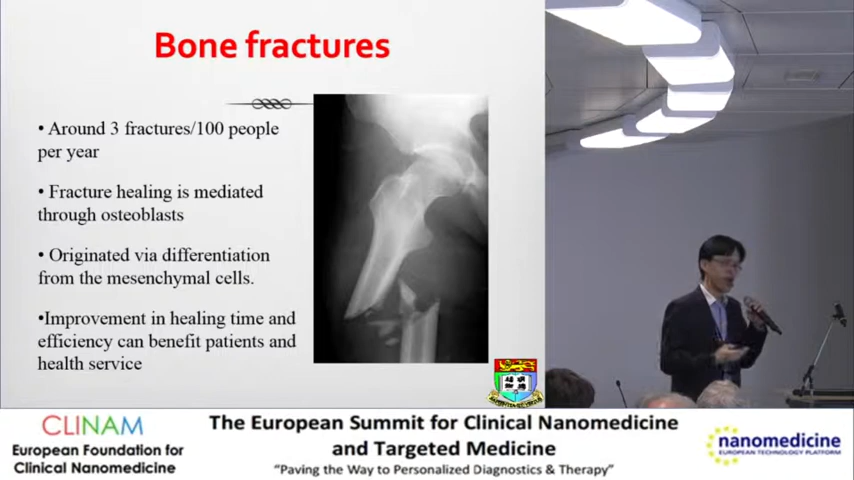 Bone fractures
• Around 3 fractures/100 people
per year
• Fracture healing is mediated
through osteoblasts
• Originated via differentiation
from the mesenchymal cells.
•Improvement in healing time and
efficiency can benefit patients and
health service
CLINAM
European Foundation for
Clinical Nanomedicine
The European Summit for Clinical Nanomedicine
and Targeted Medicine
"Paving the Way to Personalized Diagnostics & Therapy"
nanomedicine
EUROPEAN TECHNOLOGY PLATFORM